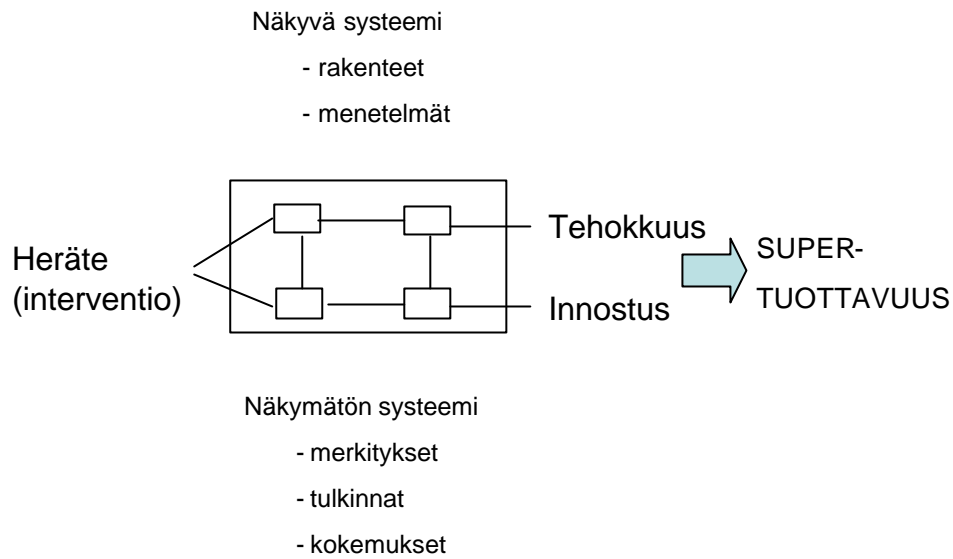 Näkyvä systeemi
- rakenteet
- menetelmät
Heräte
(interventio)
Tehokkuus
Innostus
SUPER-
TUOTTAVUUS
Näkymätön systeemi
- merkitykset
- tulkinnat
- kokemukset